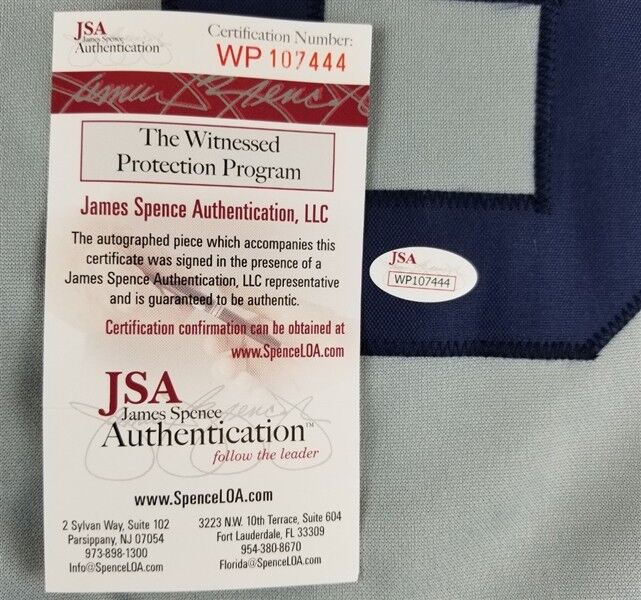 JSA
James Spence
Authentication
Certification Number:
WP 107444
James Spence
The Witnessed
Protection Program
James Spence Authentication, LLC
The autographed piece which accompanies this
certificate was signed in the presence of a
James Spence Authentication, LLC representative
and is guaranteed to be authentic.
Certification confirmation can be obtained at
www.SpenceLOA.com
JSA
James Spence
Authentication™
follow the leader
www.SpenceLOA.com
2 Sylvan Way, Suite 102
Parsippany, NJ 07054
973-898-1300
Info@SpenceLOA.com
3223 N.W. 10th Terrace, Suite 604
Fort Lauderdale, FL 33309
954-380-8670
Florida@SpenceLOA.com
JSA
WP107444